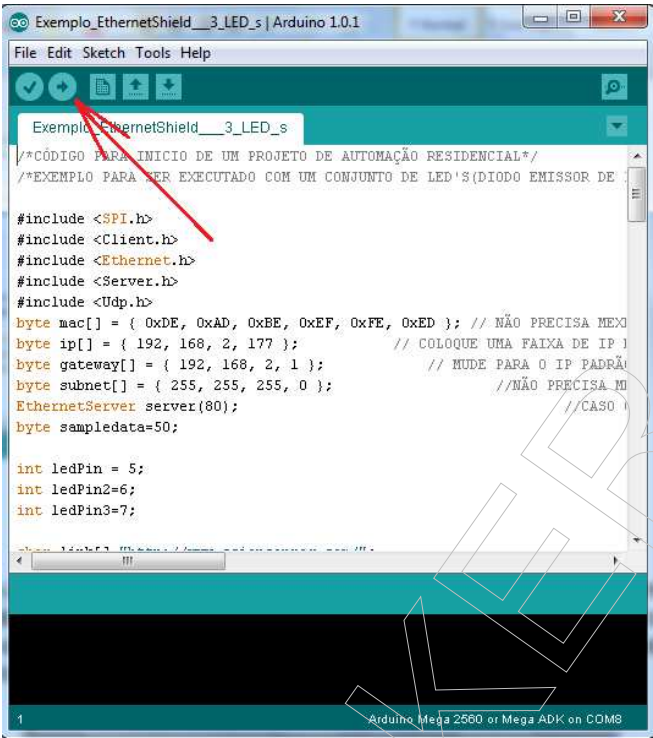 Exemplo_EthernetShield___3_LED_s | Arduino 1.0.1
File Edit Sketch Tools Help
Exemplo_EthernetShield___3_LED_s
/*CÓDIGO PARA INICIO DE UM PROJETO DE AUTOMAÇÃO RESIDENCIAL*/
/*EXEMPLO PARA SER EXECUTADO COM UM CONJUNTO DE LED'S(DIODO EMISSOR DE
#include <SPI.h>
#include <Client.h>
#include <Ethernet.h>
#include <Server.h>
#include <Udp.h>
byte mac[] = { 0xDE, 0xAD, 0xBE, 0xEF, 0xFE, 0xED }; // NÃO PRECISA MEX
byte ip[] = { 192, 168, 2, 177 }; // COLOQUE UMA FAIXA DE IP
byte gateway[] = { 192, 168, 2, 1 }; // MUDE PARA O IP PADRÃ
byte subnet[] = { 255, 255, 255, 0 }; //NÃO PRECISA M
EthernetServer server(80); //CASO
byte sampledata=50;
int ledPin = 5;
int ledPin2=6;
int ledPin3=7;
1
Arduino Mega 2560 or Mega ADK on COM8